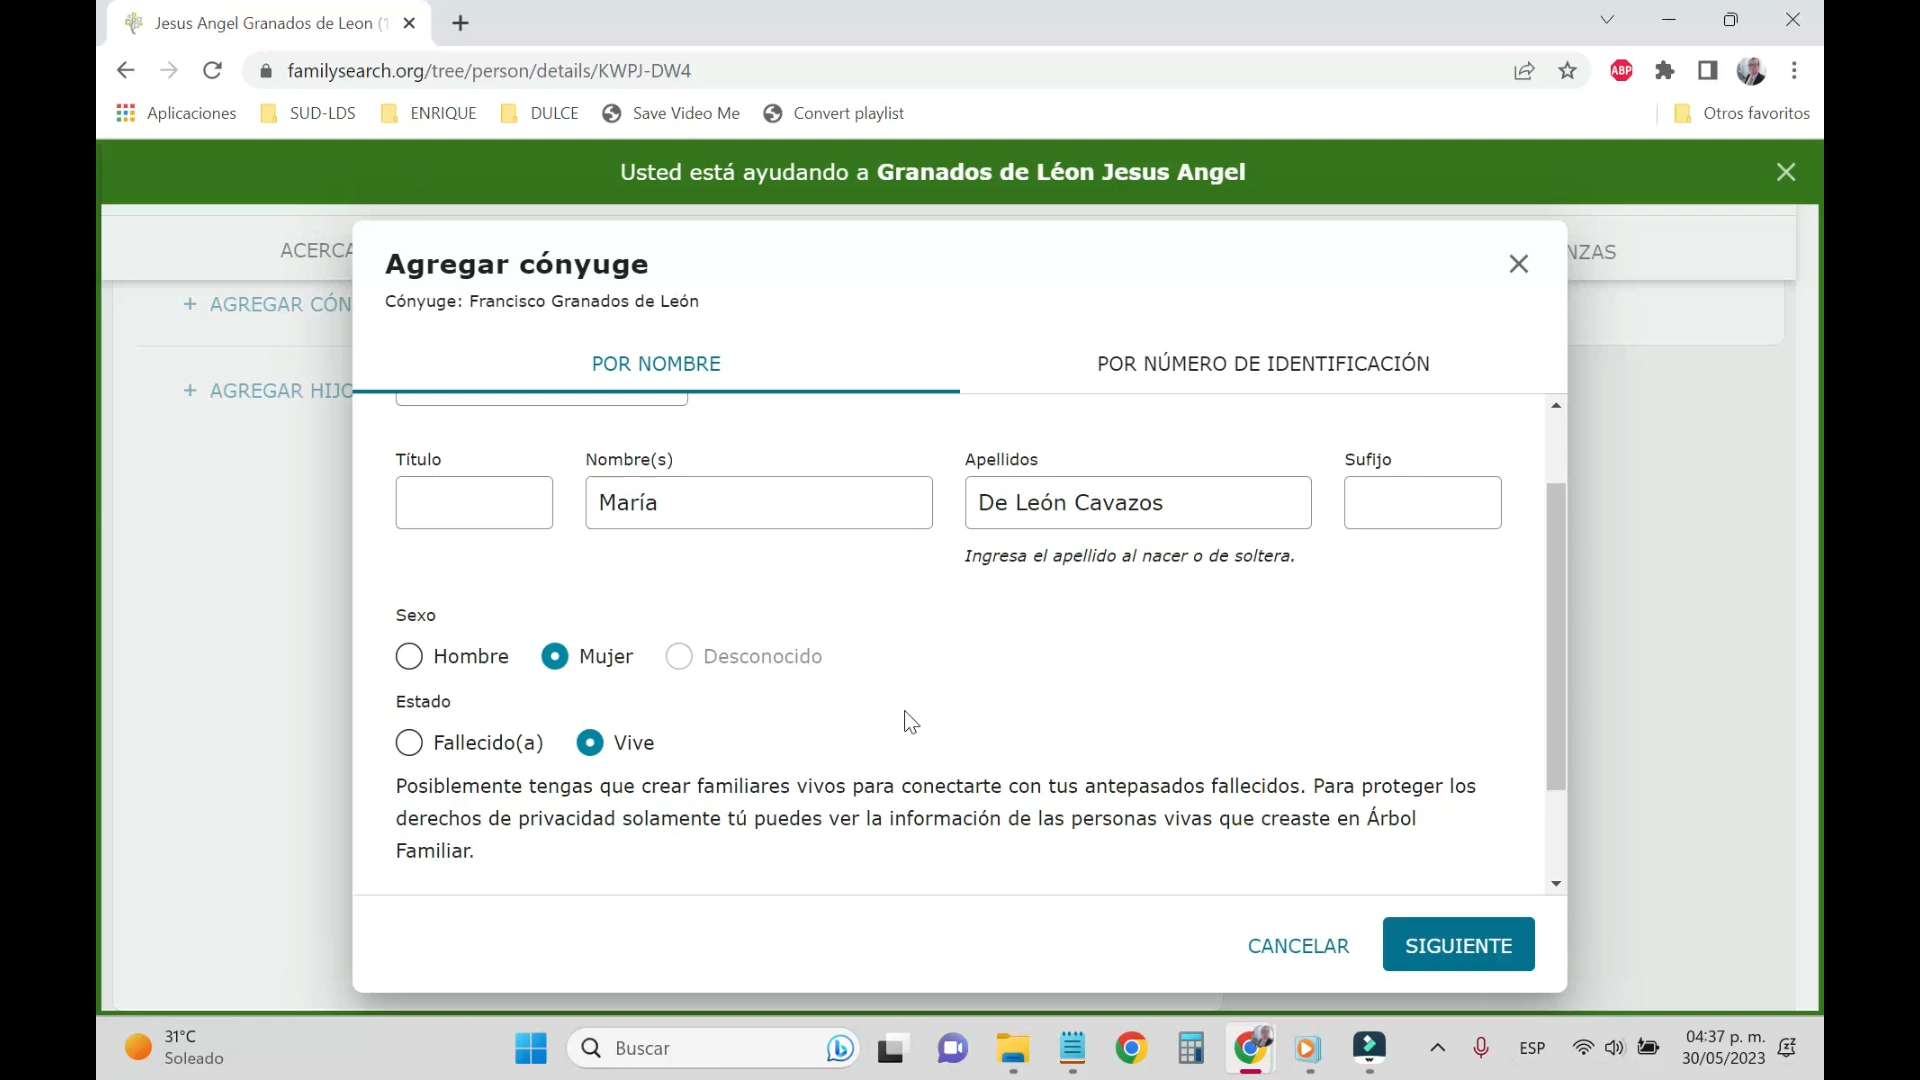 Jesus Angel Granados de Leon (1
familysearch.org/tree/person/details/KWPJ-DW4
ABP
Aplicaciones
SUD-LDS
ENRIQUE
DULCE
Save Video Me
Convert playlist
Otros favoritos
Usted está ayudando a Granados de Léon Jesus Angel
ACERCA
NZAS
Agregar cónyuge
Cónyuge: Francisco Granados de León
+ AGREGAR CÓN
+ AGREGAR HIJO
POR NOMBRE
POR NÚMERO DE IDENTIFICACIÓN
Título
Nombre(s)
Apellidos
Sufijo
María
De León Cavazos
Ingresa el apellido al nacer o de soltera.
Sexo
Hombre
Mujer
Desconocido
Estado
Fallecido(a)
Vive
Posiblemente tengas que crear familiares vivos para conectarte con tus antepasados fallecidos. Para proteger los
derechos de privacidad solamente tú puedes ver la información de las personas vivas que creaste en Árbol
Familiar.
CANCELAR
SIGUIENTE
31°C
Soleado
Buscar
ESP
04:37 p. m.
30/05/2023